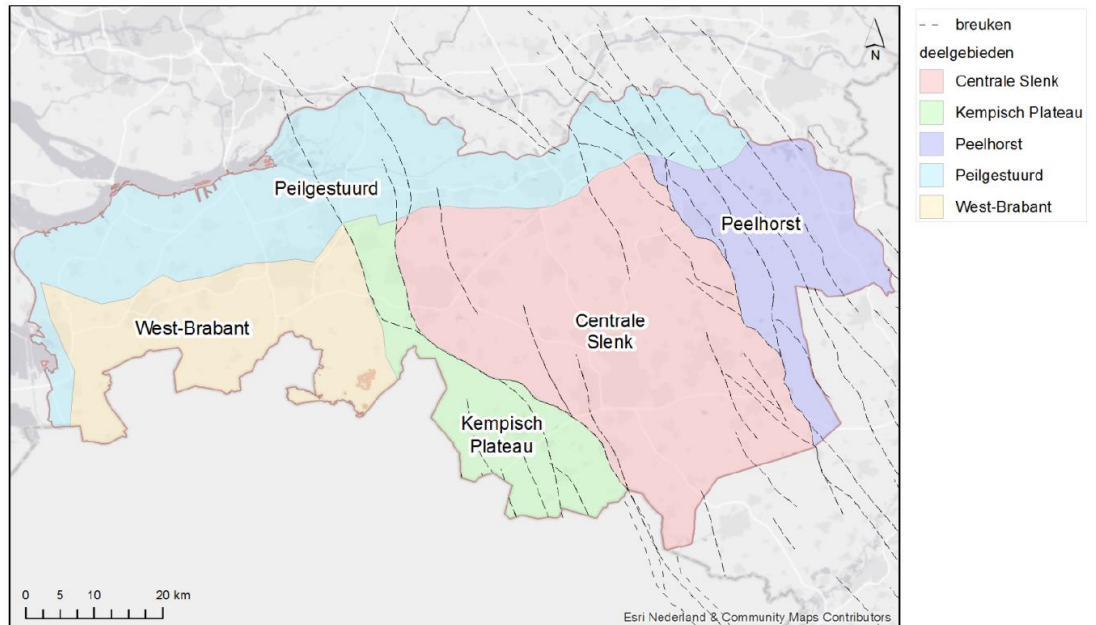 breuken
deelgebieden
Centrale Slenk
Kempisch Plateau
Peelhorst
Peilgestuurd
West-Brabant
N
Peilgestuurd
Peelhorst
West-Brabant
Centrale
Slenk
Kempisch
Plateau
0 5 10 20 km
Esri Nederland & Community Maps Contributors